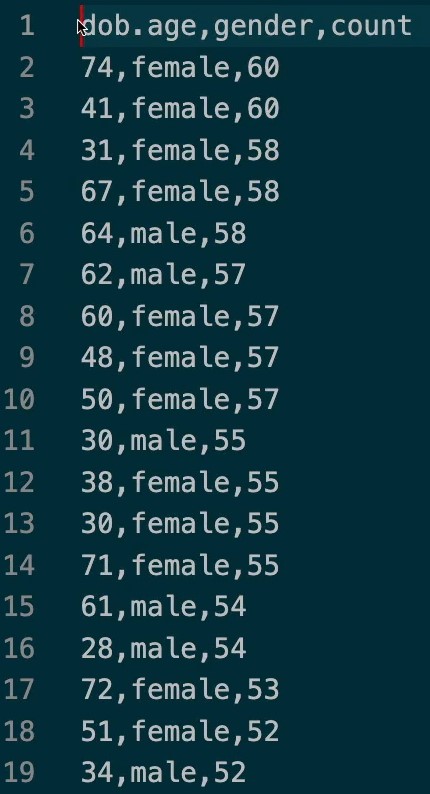 1 dob.age,gender,count
2 74,female,60
3 41,female,60
4 31,female,58
5 67,female,58
6 64,male,58
7 62,male,57
8 60,female,57
9 48,female,57
10 50,female,57
11 30,male,55
12 38,female,55
13 30,female,55
14 71,female,55
15 61,male,54
16 28,male,54
17 72,female,53
18 51,female,52
19 34,male,52